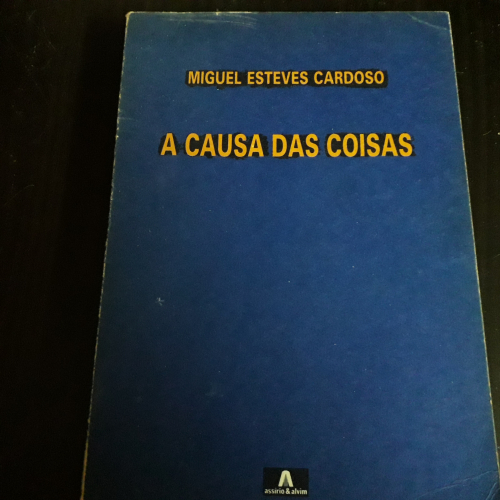 MIGUEL ESTEVES CARDOSO
A CAUSA DAS COISAS
assírio & alvim